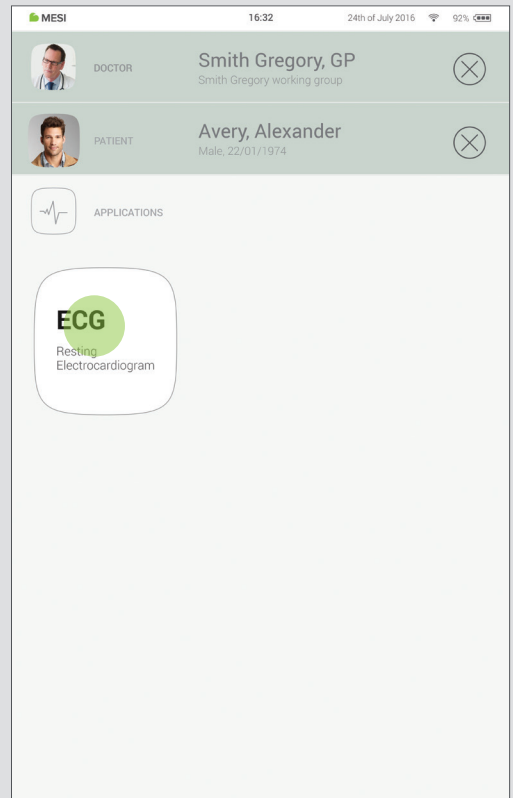 MESI 16:32 24th of July 2016 92%
DOCTOR Smith Gregory, GP
Smith Gregory working group
PATIENT Avery, Alexander
Male, 22/01/1974
APPLICATIONS
ECG
Resting
Electrocardiogram